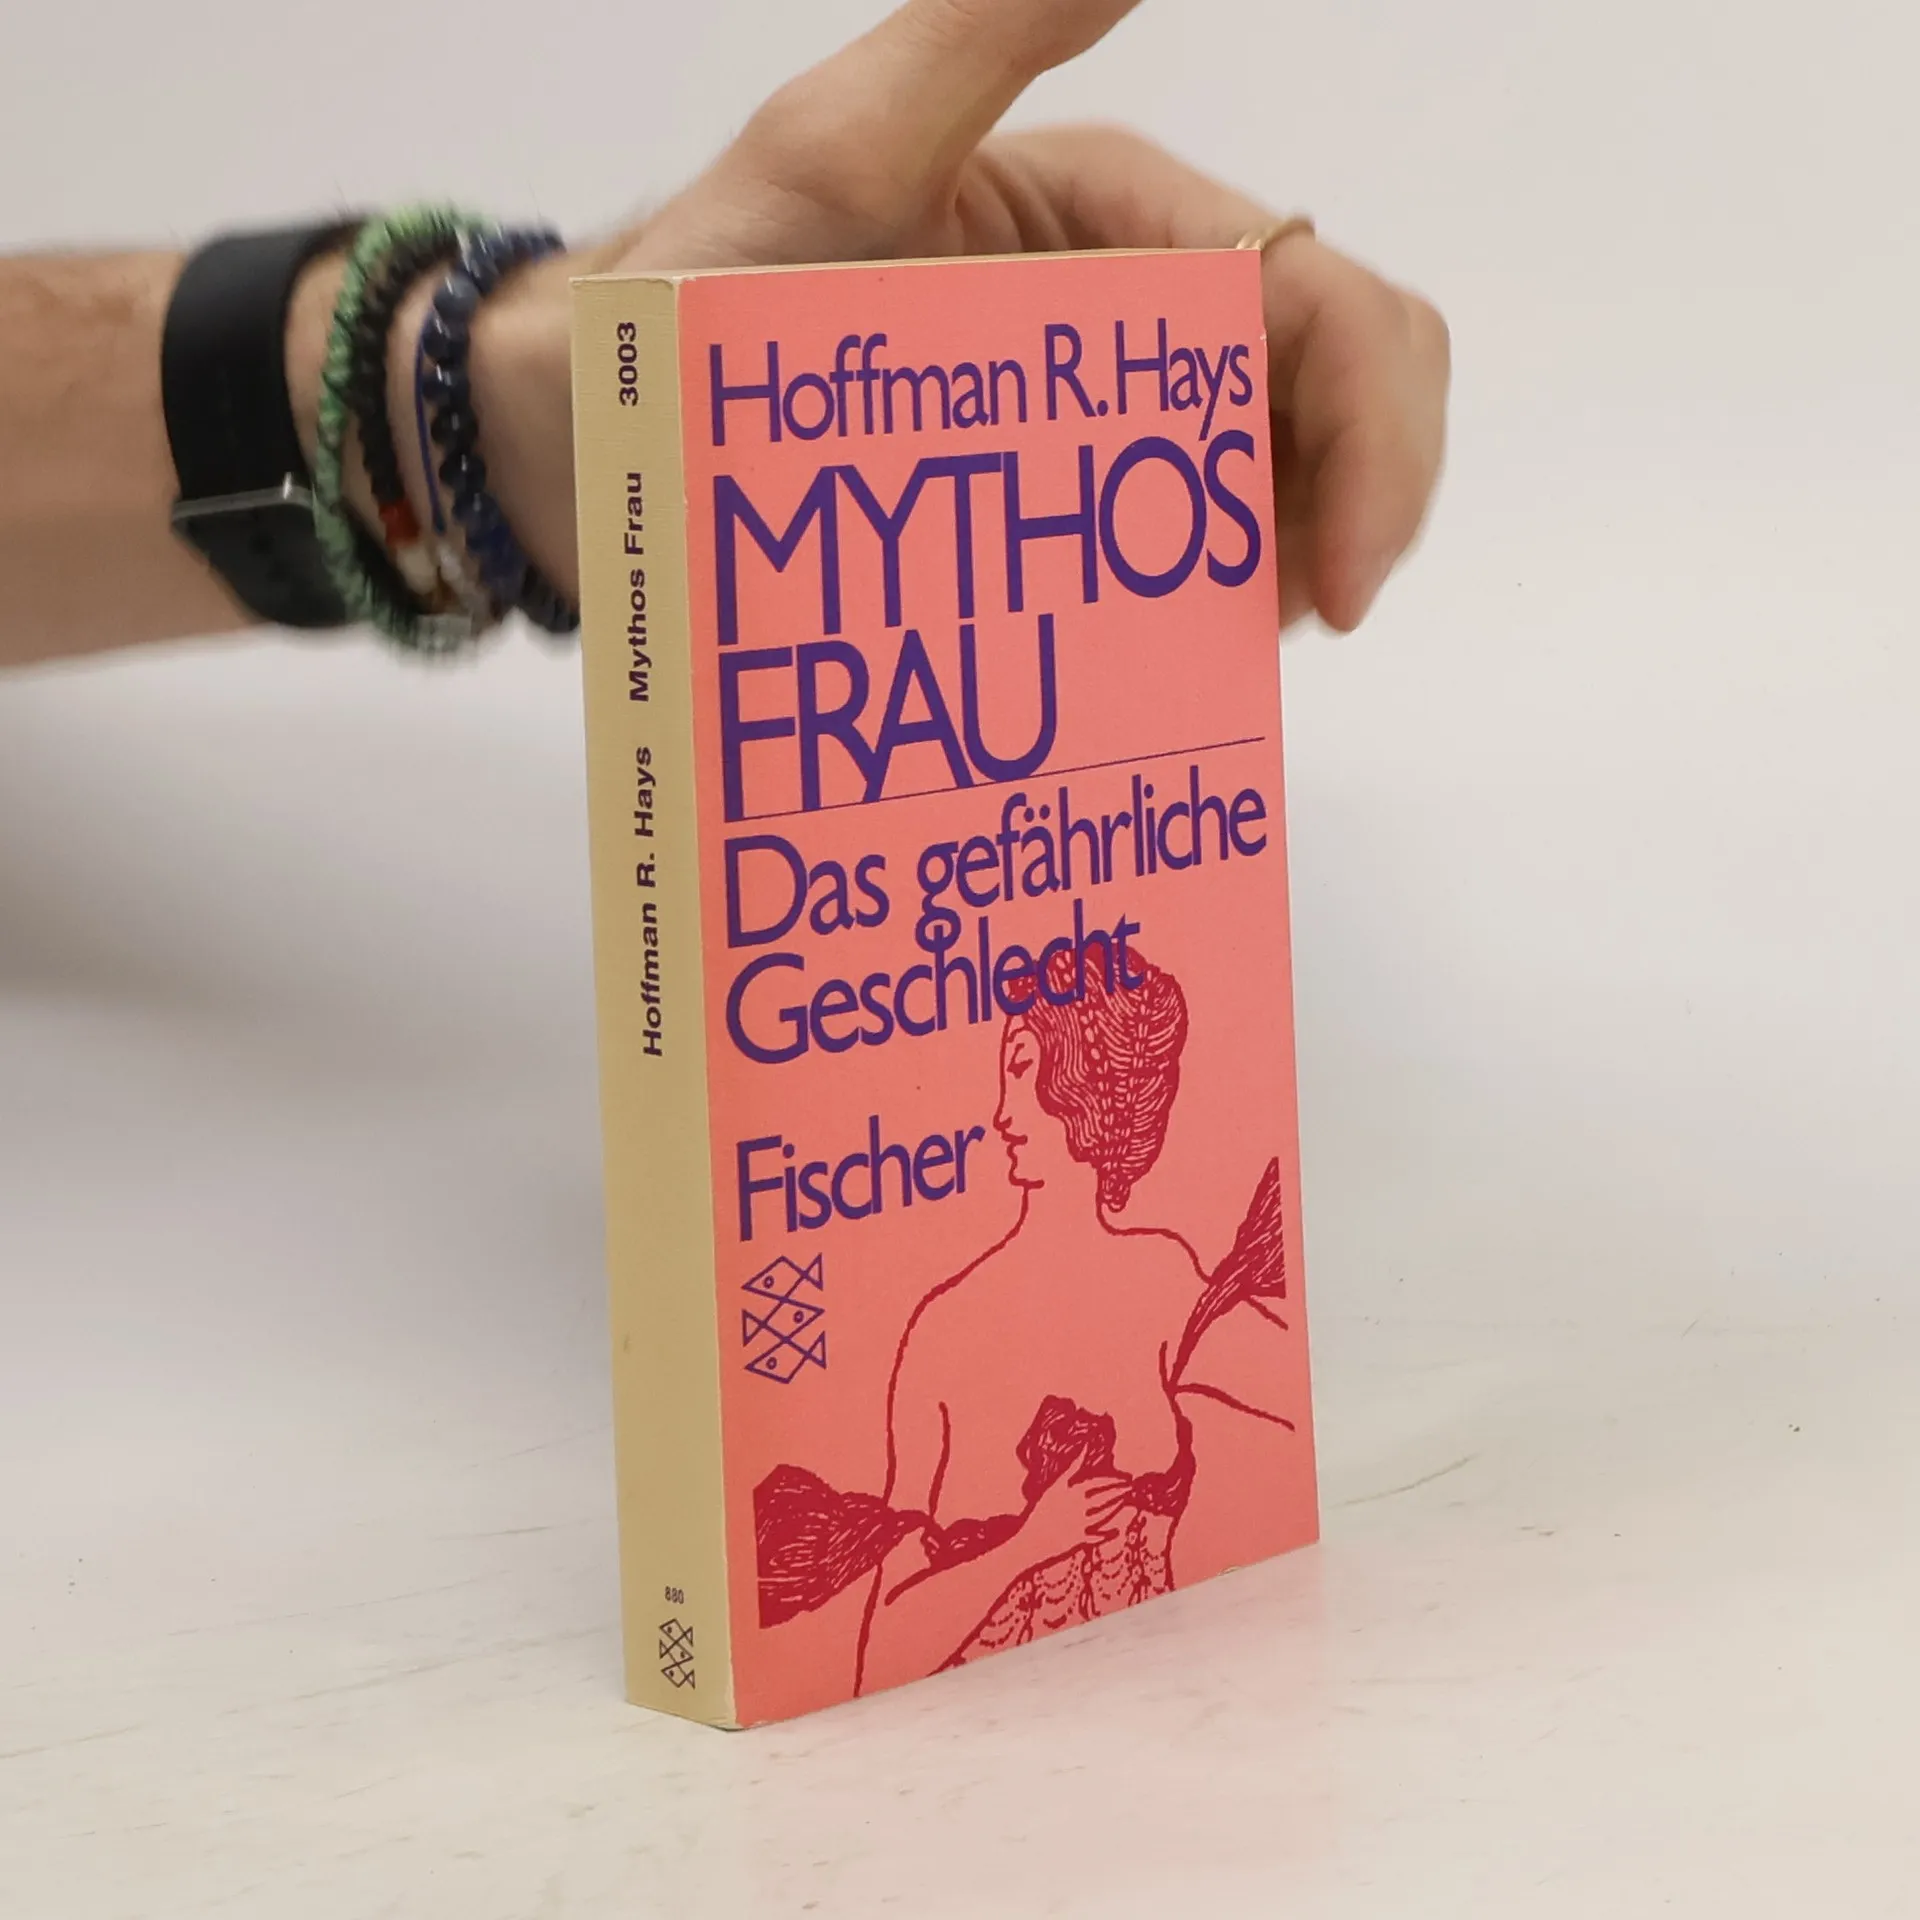 Hoffman R. Hays
MYTHOS
FRAU
Das gefährliche
Geschlecht
Fischer
Hoffman R. Hays Mythos Frau 3003
880